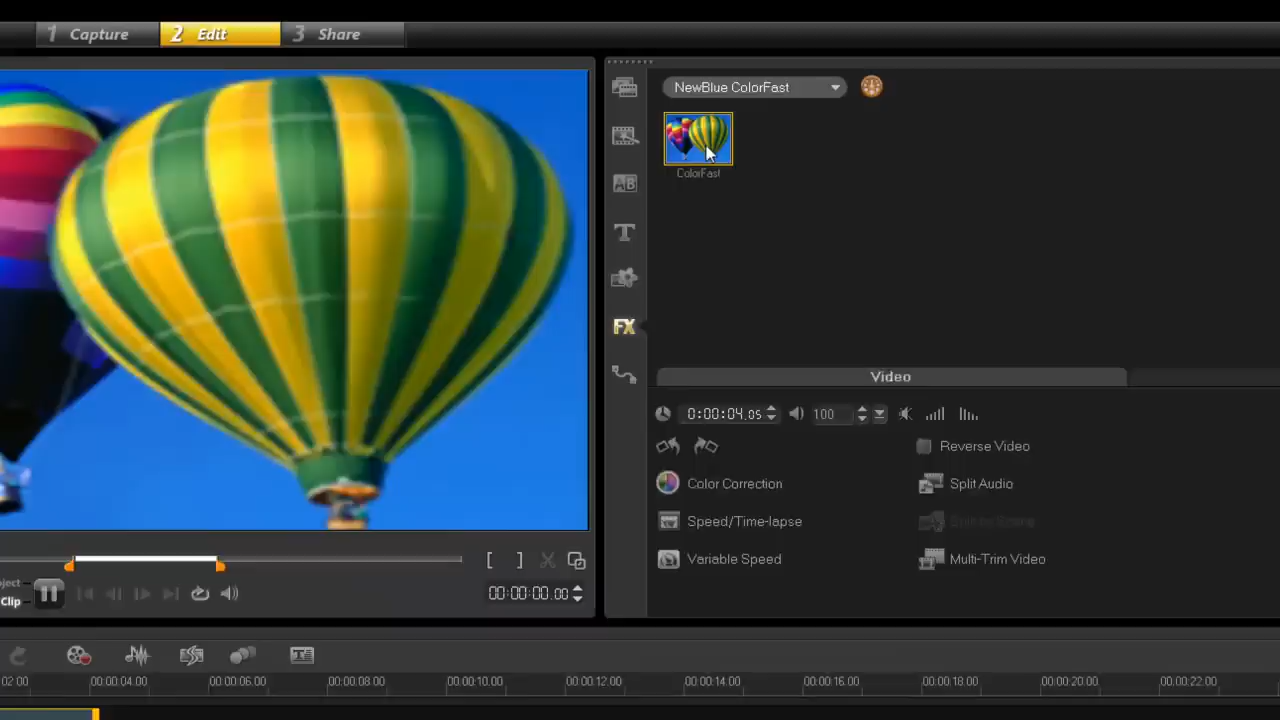 1 Capture 2 Edit 3 Share
NewBlue ColorFast
ColorFast
AB
T
FX
Video
0:00:04.05 100
Reverse Video
Color Correction Split Audio
Speed/Time-lapse
Variable Speed Multi-Trim Video
[ ]
oject
Clip 00:00:00.00
02.00 00:00:04.00 00:00:06.00 00:00:08.00 00:00:10.00 00:00:12.00 00:00:14.00 00:00:16.00 00:00:18.00 00:00:20.00 00:00:22.00